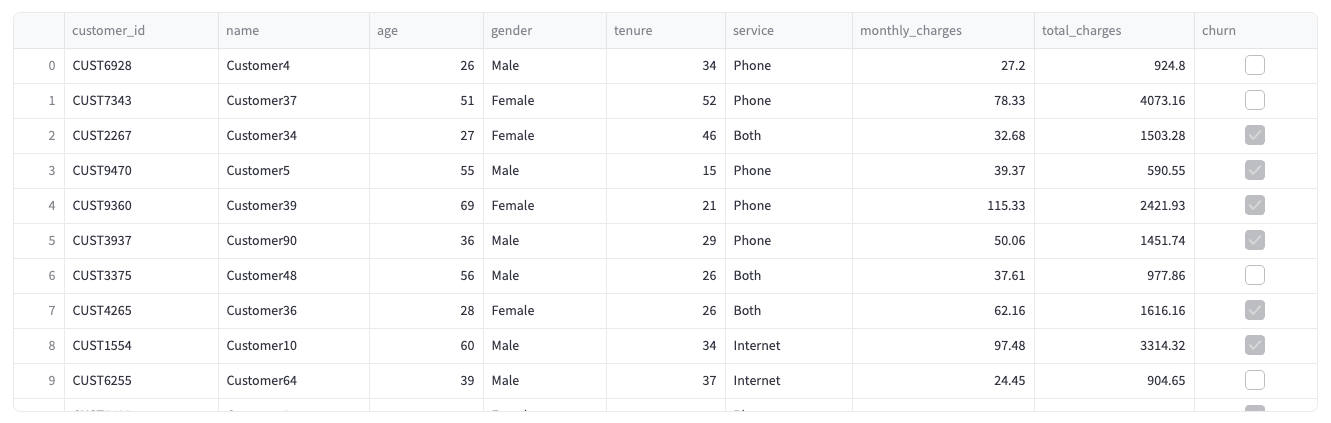 customer_id name age gender tenure service monthly_charges total_charges churn
0 CUST6928 Customer4 26 Male 34 Phone 27.2 924.8
1 CUST7343 Customer37 51 Female 52 Phone 78.33 4073.16
2 CUST2267 Customer34 27 Female 46 Both 32.68 1503.28
3 CUST9470 Customer5 55 Male 15 Phone 39.37 590.55
4 CUST9360 Customer39 69 Female 21 Phone 115.33 2421.93
5 CUST3937 Customer90 36 Male 29 Phone 50.06 1451.74
6 CUST3375 Customer48 56 Male 26 Both 37.61 977.86
7 CUST4265 Customer36 28 Female 26 Both 62.16 1616.16
8 CUST1554 Customer10 60 Male 34 Internet 97.48 3314.32
9 CUST6255 Customer64 39 Male 37 Internet 24.45 904.65